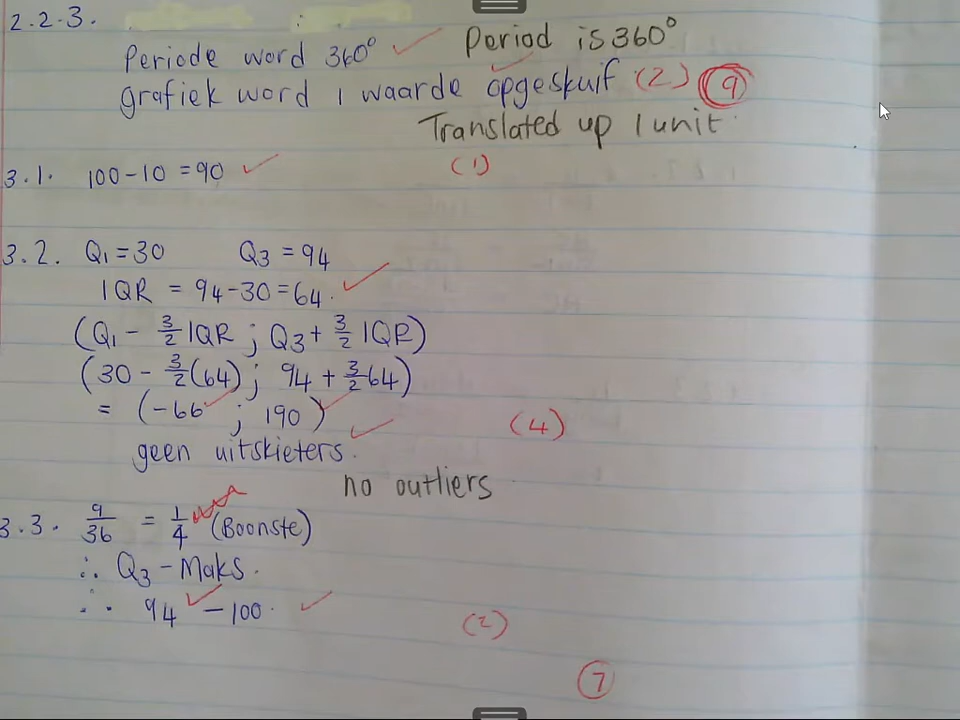 2.2.3.
Periode word 360° Period is 360°
grafiek word 1 waarde opgeskuif (2) 9
Translated up 1 unit.
3.1. 100-10 = 90 (1)
3.2. Q1 = 30 Q3 = 94
IQR = 94-30 = 64.
(Q1 - 3/2 IQR ; Q3 + 3/2 IQR)
(30 - 3/2(64) ; 94 + 3/2 64)
= (-66 ; 190) (4)
geen uitskieters.
no outliers
3.3. 9/36 = 1/4 (Boonste)
∴ Q3 - Maks.
∴ 94 - 100. (2)
7